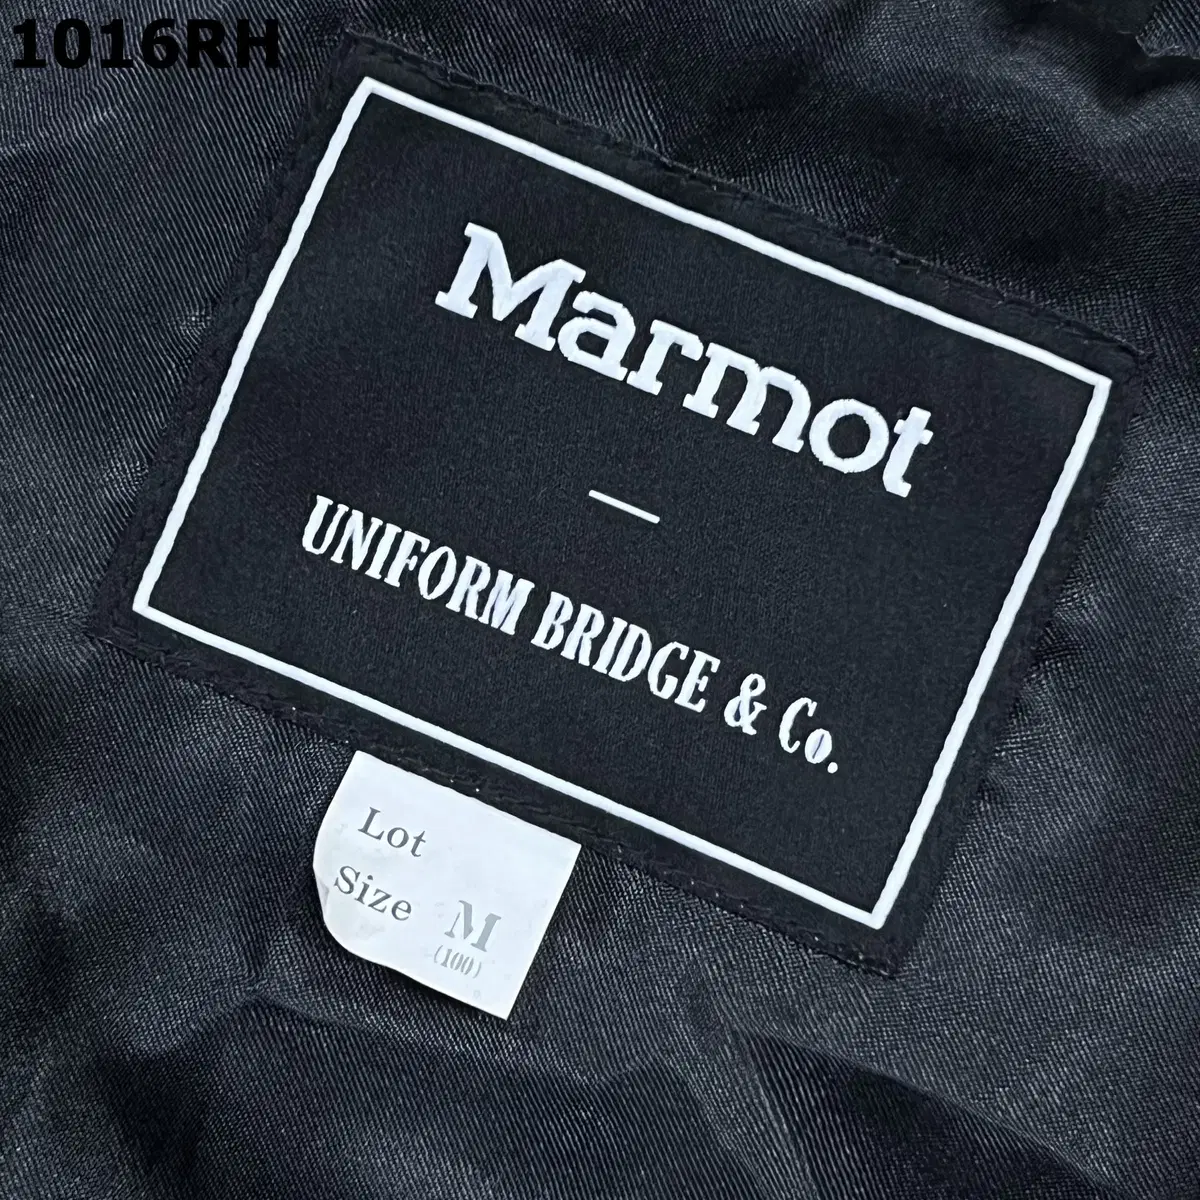 1016RH
Marmot
—
UNIFORM BRIDGE & Co.
Lot
Size M
(100)